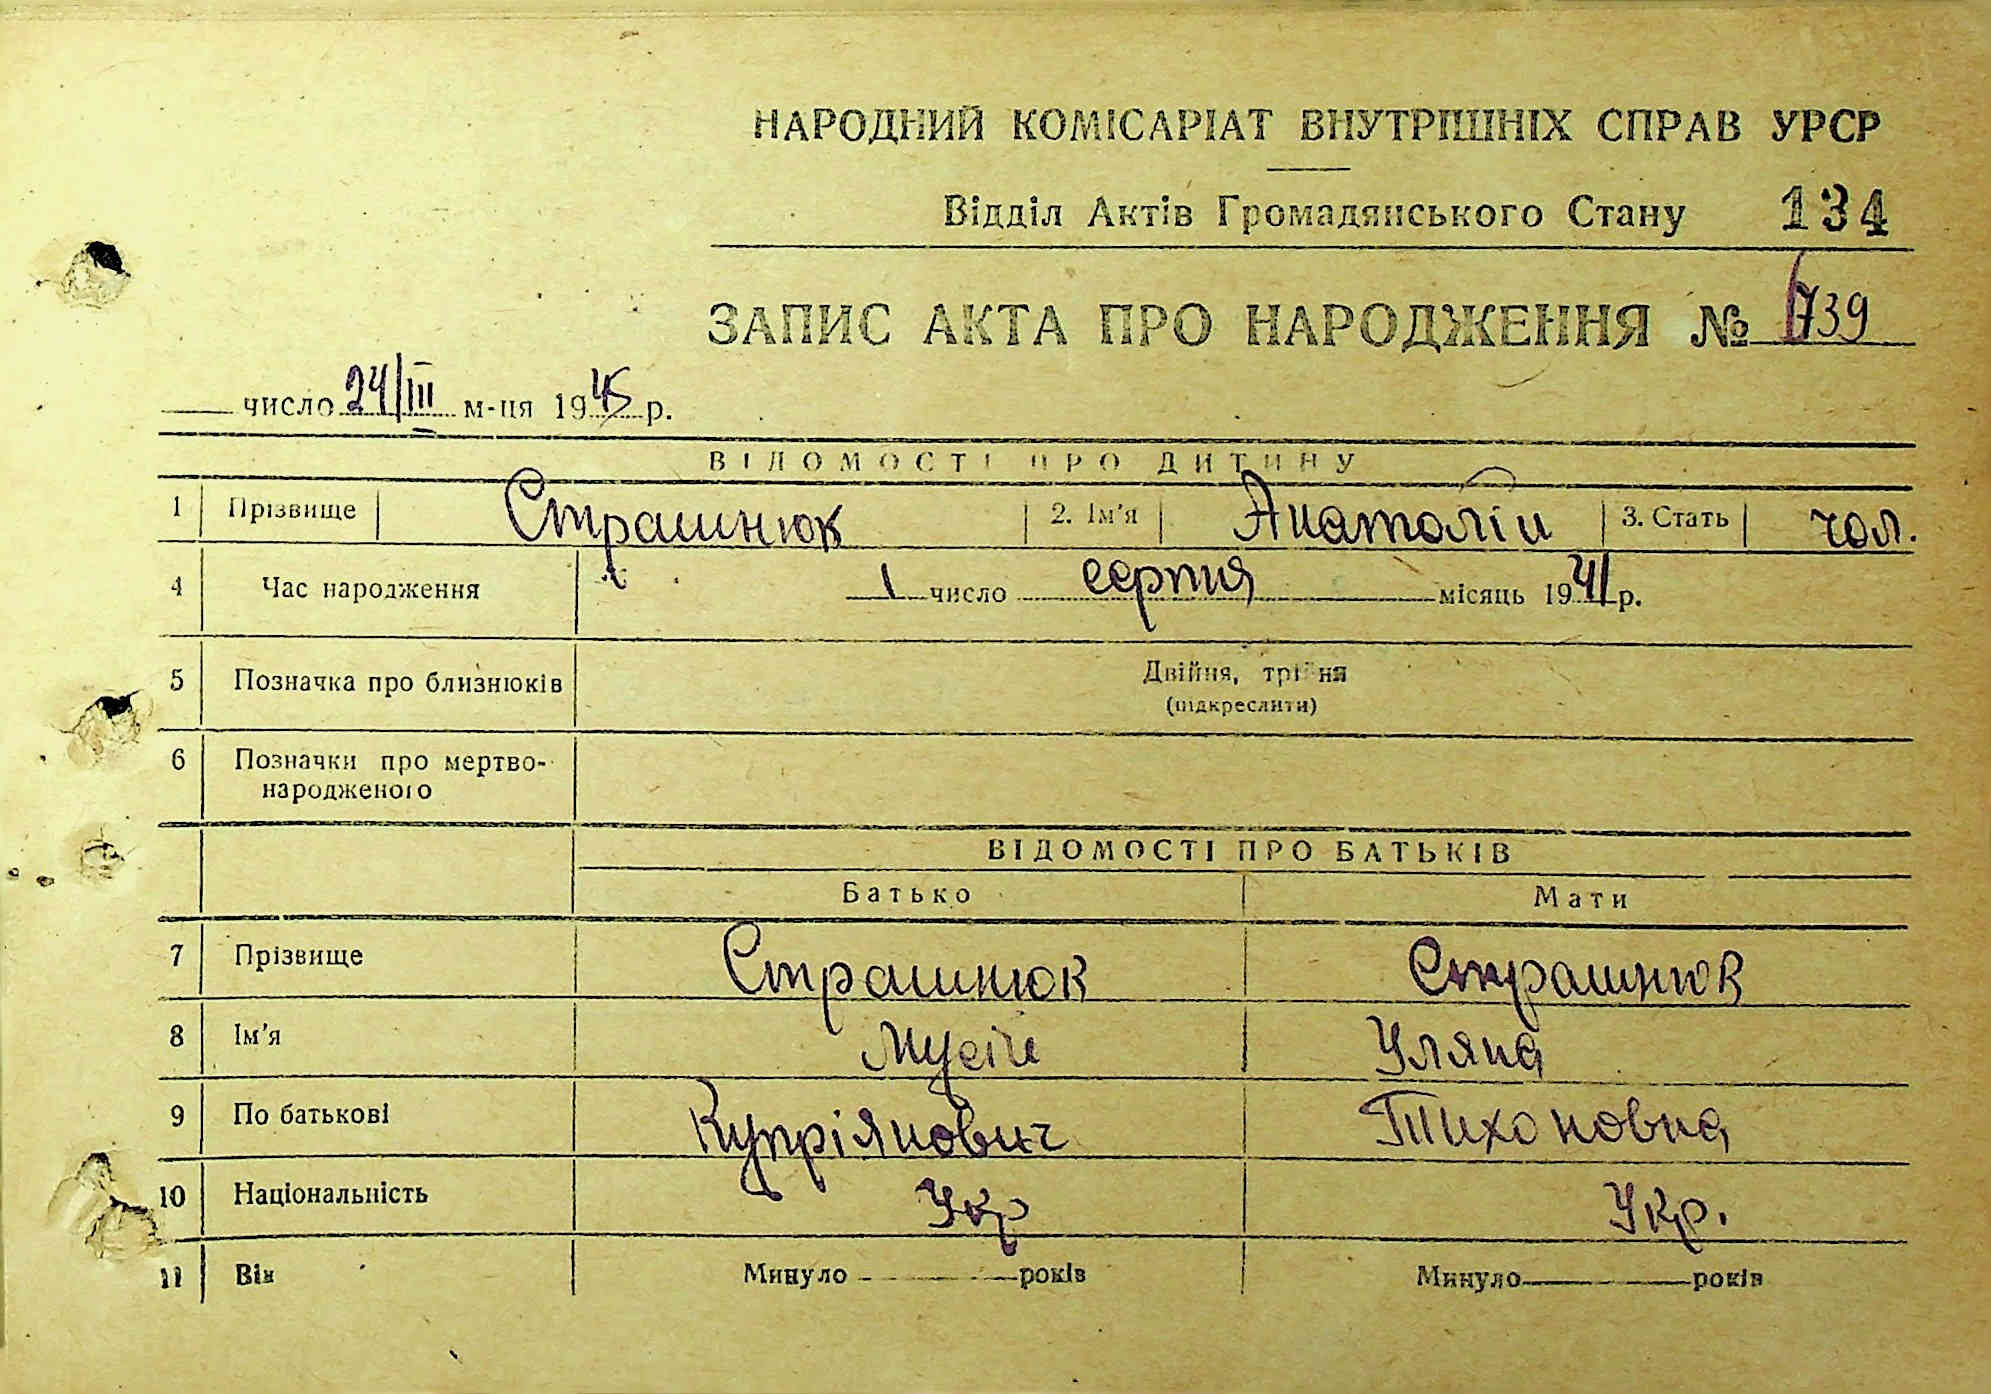 НАРОДНИЙ КОМІСАРІАТ ВНУТРІШНІХ СПРАВ УРСР
Відділ Актів Громадянського Стану 134
ЗАПИС АКТА ПРО НАРОДЖЕННЯ № 739
число 24/III м-ця 1945 р.
ВІДОМОСТІ ПРО ДИТИНУ
1 Прізвище Страшнюк 2. Ім'я Анатолій 3. Стать чол.
4 Час народження 1 число серпня місяць 1941 р.
5 Позначка про близнюків Двійня, трійня
(підкреслити)
6 Позначки про мертво-
народженого
ВІДОМОСТІ ПРО БАТЬКІВ
Батько Мати
7 Прізвище Страшнюк Страшнюк
8 Ім'я Мусій Уляна
9 По батькові Купріянович Тихоновна
10 Національність Укр Укр.
11 Вік Минуло років Минуло років